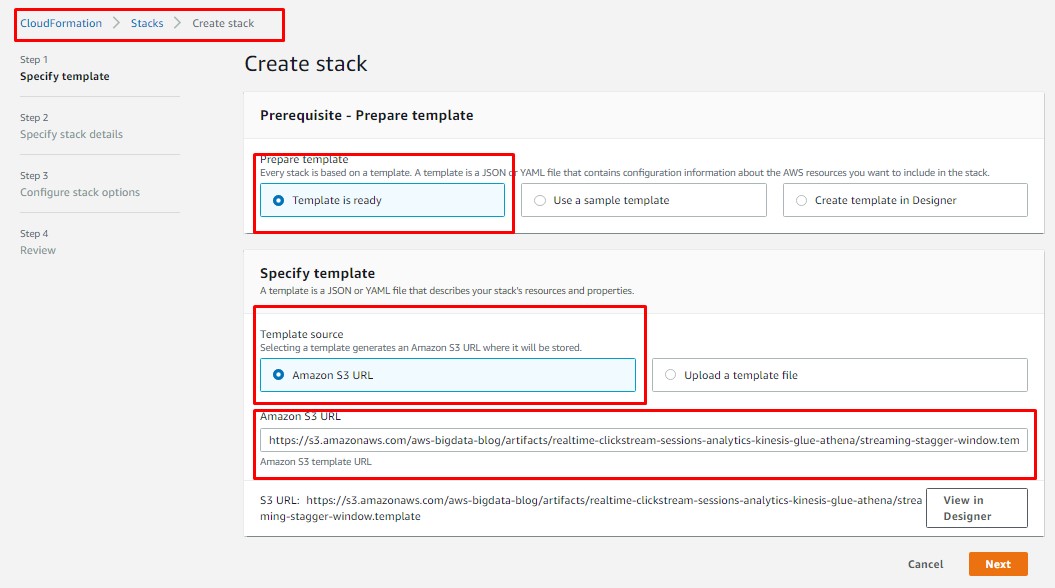 CloudFormation > Stacks > Create stack
Step 1
Specify template
Step 2
Specify stack details
Step 3
Configure stack options
Step 4
Review
Create stack
Prerequisite - Prepare template
Prepare template
Every stack is based on a template. A template is a JSON or YAML file that contains configuration information about the AWS resources you want to include in the stack.
Template is ready
Use a sample template
Create template in Designer
Specify template
A template is a JSON or YAML file that describes your stack's resources and properties.
Template source
Selecting a template generates an Amazon S3 URL where it will be stored.
Amazon S3 URL
Upload a template file
Amazon S3 URL
https://s3.amazonaws.com/aws-bigdata-blog/artifacts/realtime-clickstream-sessions-analytics-kinesis-glue-athena/streaming-stagger-window.tem
Amazon S3 template URL
S3 URL: https://s3.amazonaws.com/aws-bigdata-blog/artifacts/realtime-clickstream-sessions-analytics-kinesis-glue-athena/strea
ming-stagger-window.template
View in
Designer
Cancel
Next